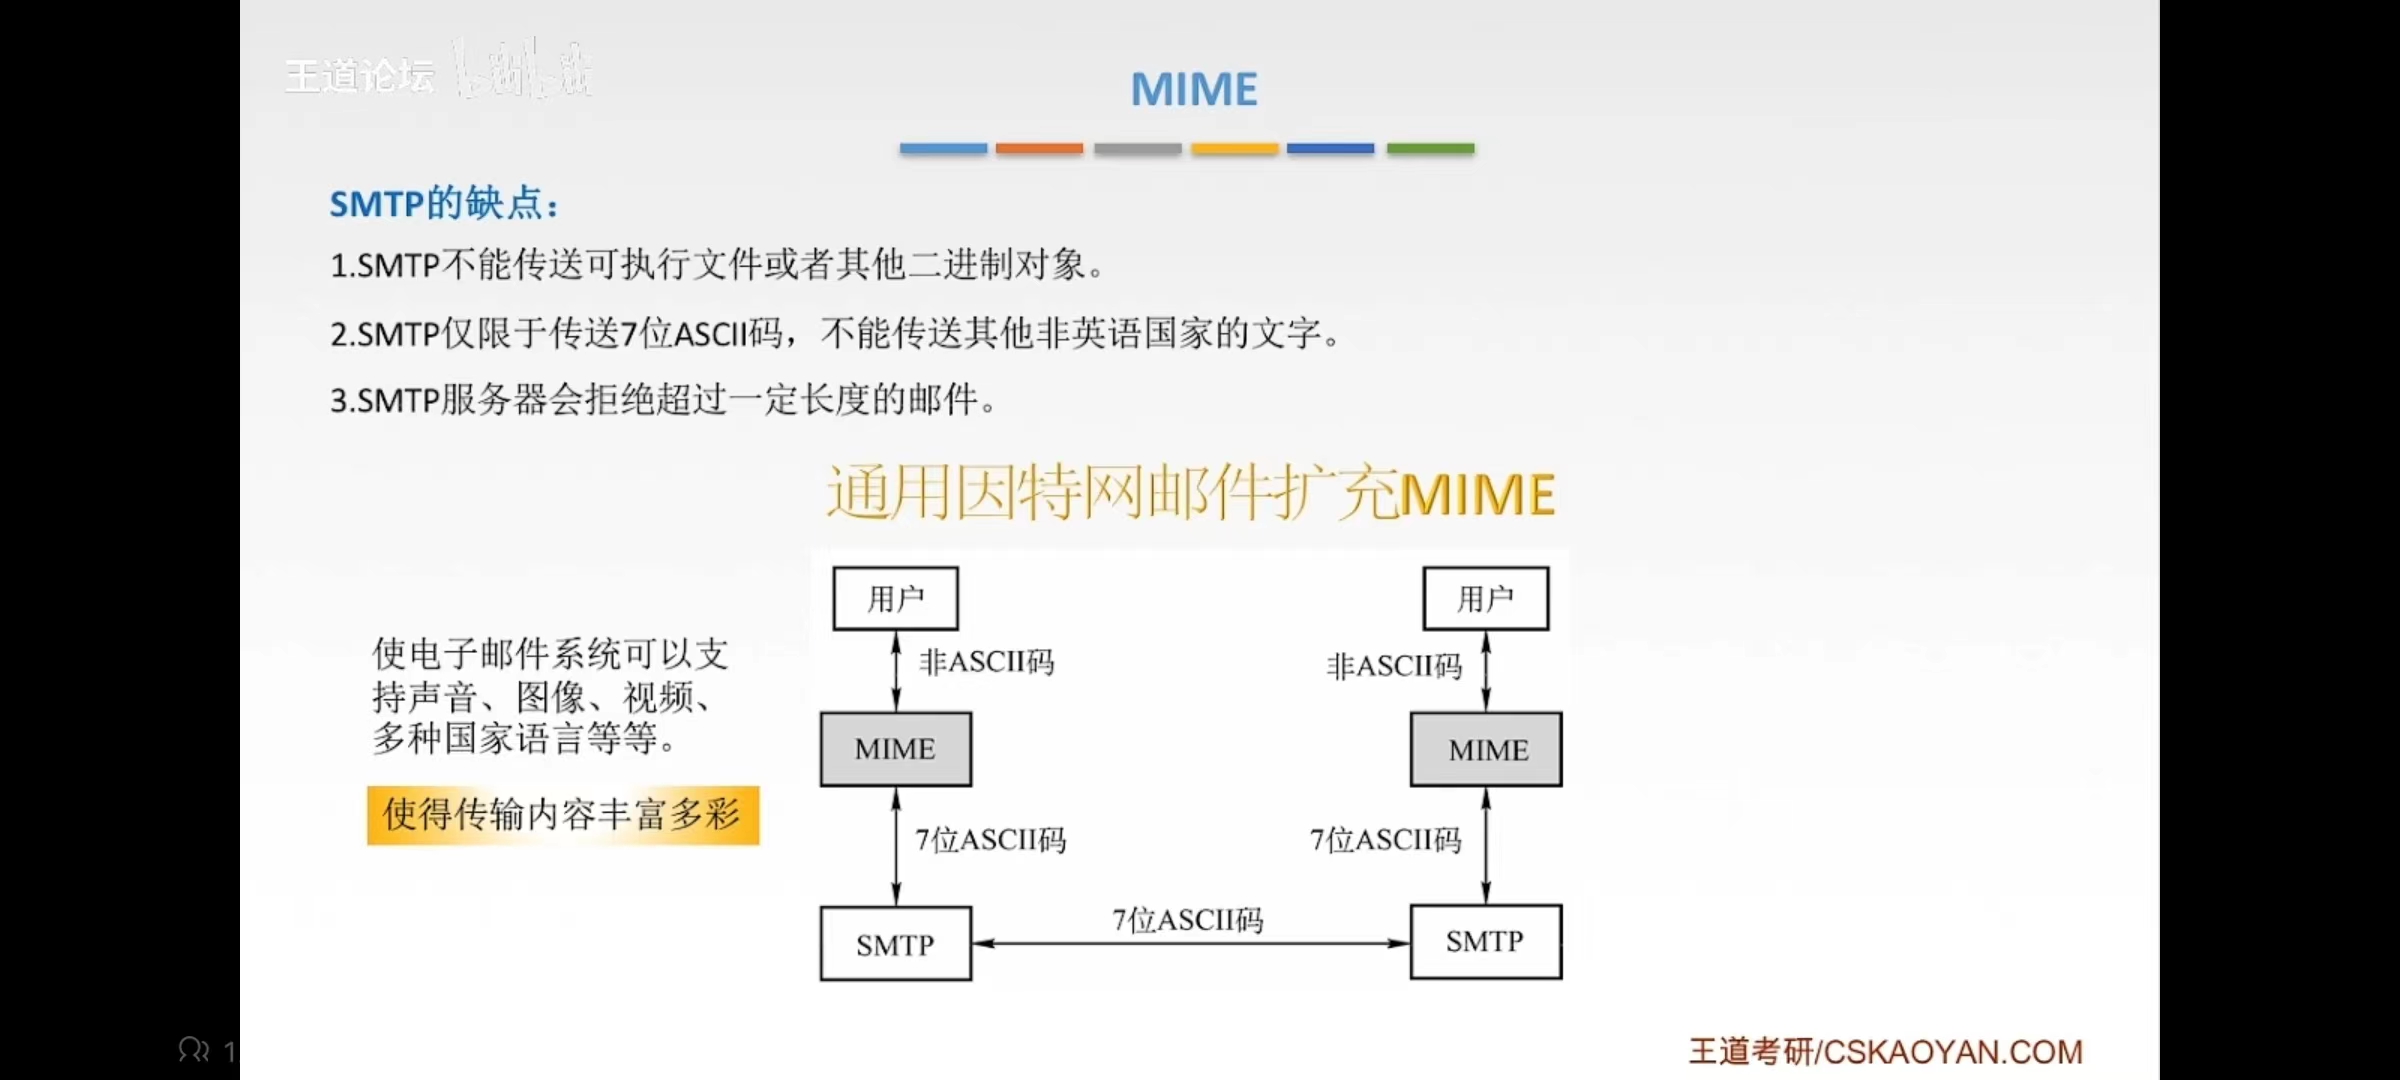 王道论坛 bilibili
MIME
SMTP的缺点：
1.SMTP不能传送可执行文件或者其他二进制对象。
2.SMTP仅限于传送7位ASCII码，不能传送其他非英语国家的文字。
3.SMTP服务器会拒绝超过一定长度的邮件。
通用因特网邮件扩充MIME
用户
用户
非ASCII码
非ASCII码
使电子邮件系统可以支
持声音、图像、视频、
多种国家语言等等。
MIME
MIME
使得传输内容丰富多彩
7位ASCII码
7位ASCII码
7位ASCII码
SMTP
SMTP
1
王道考研/CSKAOYAN.COM